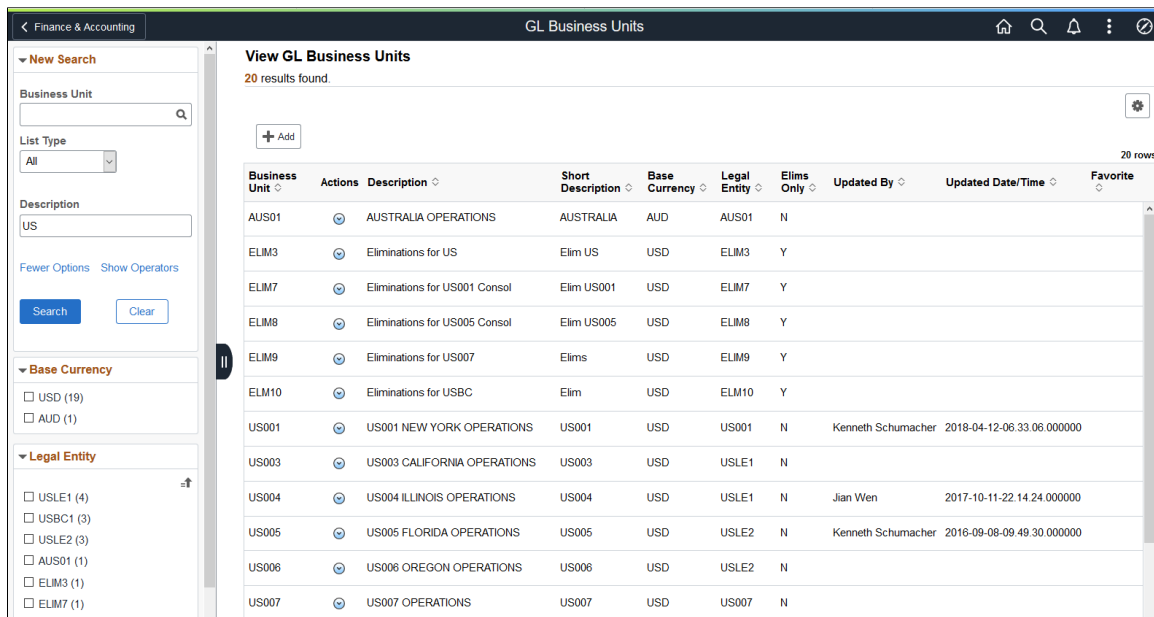 Finance & Accounting
GL Business Units
New Search
Business Unit
List Type
All
Description
US
Fewer Options Show Operators
Search Clear
Base Currency
USD (19)
AUD (1)
Legal Entity
USLE1 (4)
USBC1 (3)
USLE2 (3)
AUS01 (1)
ELIM3 (1)
ELIM7 (1)
View GL Business Units
20 results found.
Add
20 rows
Business Unit Actions Description Short Description Base Currency Legal Entity Elims Only Updated By Updated Date/Time Favorite
AUS01 AUSTRALIA OPERATIONS AUSTRALIA AUD AUS01 N
ELIM3 Eliminations for US Elim US USD ELIM3 Y
ELIM7 Eliminations for US001 Consol Elim US001 USD ELIM7 Y
ELIM8 Eliminations for US005 Consol Elim US005 USD ELIM8 Y
ELIM9 Eliminations for US007 Elims USD ELIM9 Y
ELM10 Eliminations for USBC Elim USD ELM10 Y
US001 US001 NEW YORK OPERATIONS US001 USD US001 N Kenneth Schumacher 2018-04-12-06.33.06.000000
US003 US003 CALIFORNIA OPERATIONS US003 USD USLE1 N
US004 US004 ILLINOIS OPERATIONS US004 USD USLE1 N Jian Wen 2017-10-11-22.14.24.000000
US005 US005 FLORIDA OPERATIONS US005 USD USLE2 N Kenneth Schumacher 2016-09-08-09.49.30.000000
US006 US006 OREGON OPERATIONS US006 USD USLE2 N
US007 US007 OPERATIONS US007 USD US007 N